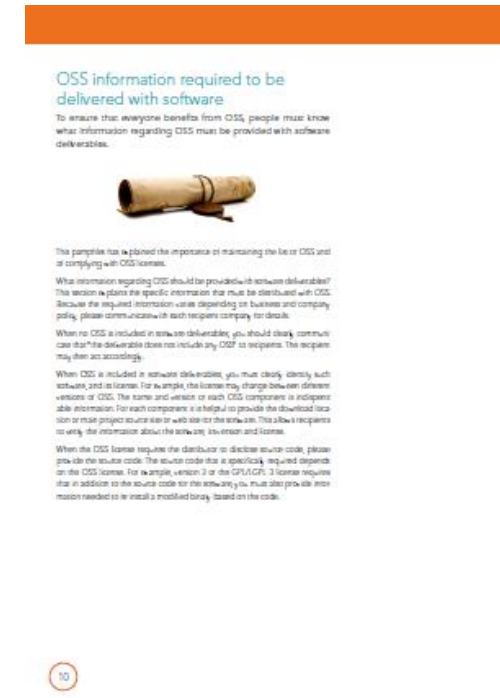 OSS information required to be
delivered with software
To ensure that everyone benefits from OSS, people must know
what information regarding OSS must be provided with software
deliverables.
This pamphlet has explained the importance of maintaining the list of OSS and
of complying with OSS licenses.
What information regarding OSS should be provided with software deliverables?
This section explains the specific information that must be distributed with OSS.
Because the required information varies depending on business and company
policy, please communicate with each recipient company for details.
When no OSS is included in software deliverables, you should clearly communi
cate that "the deliverable does not include any OSS" to recipients. The recipient
may then act accordingly.
When OSS is included in software deliverables, you must clearly identify such
software, and its license. For example, the license may change between different
versions of OSS. The name and version of each OSS component is indispens
able information. For each component it is helpful to provide the download loca
tion or main project source site or web site for the software. This allows recipients
to verify the information about the software, its version and license.
When the OSS license requires the distributor to disclose source code, please
provide the source code. The source code that is specifically required depends
on the OSS license. For example, version 3 of the GPL/LGPL 3 license requires
that in addition to the source code for the software, you must also provide infor
mation needed to re install a modified binary based on the code.
10